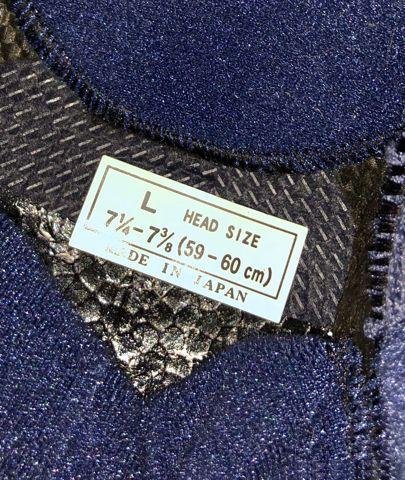 L HEAD SIZE
7¼-7⅜ (59-60 cm)
MADE IN JAPAN